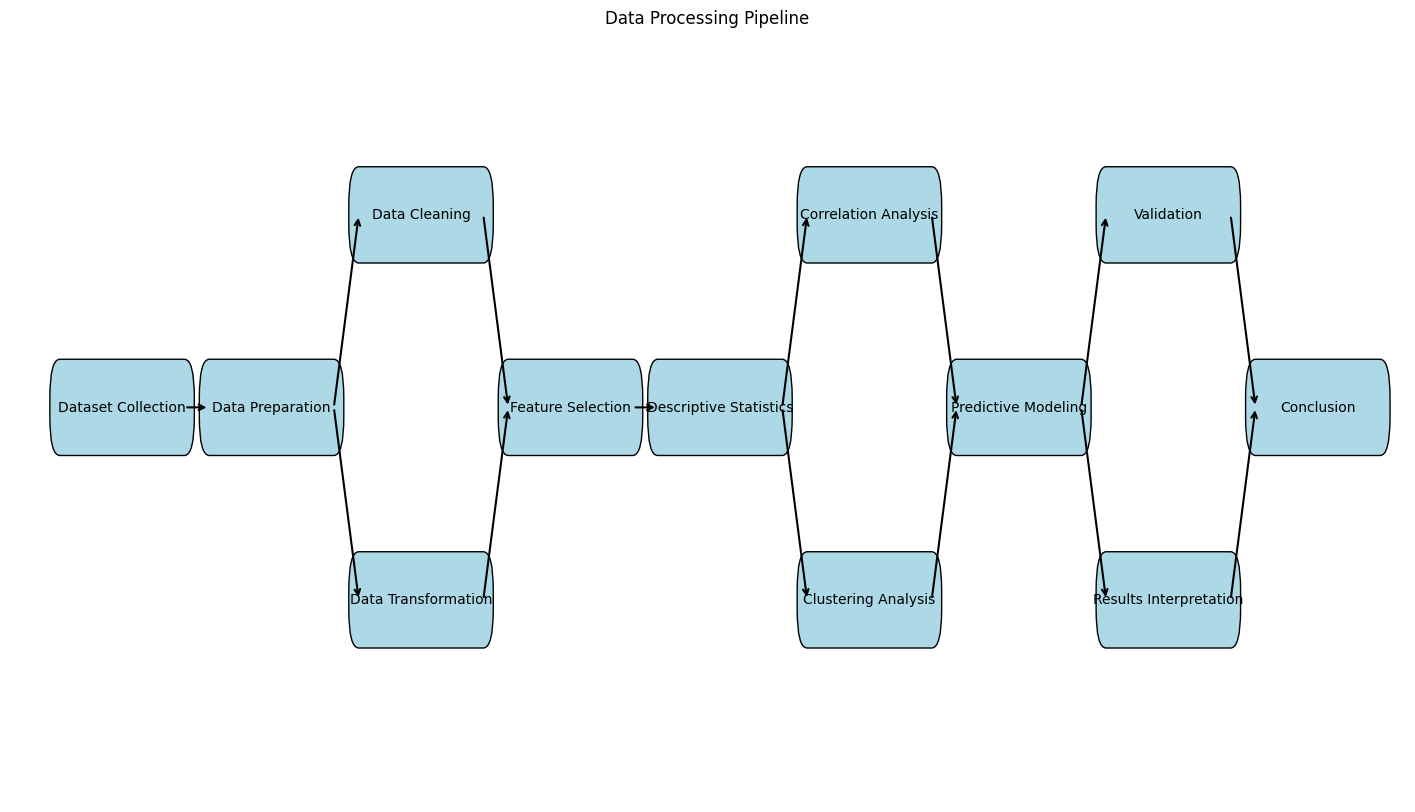 Data Processing Pipeline
Dataset Collection
Data Preparation
Data Cleaning
Data Transformation
Feature Selection
Descriptive Statistics
Correlation Analysis
Clustering Analysis
Predictive Modeling
Validation
Results Interpretation
Conclusion